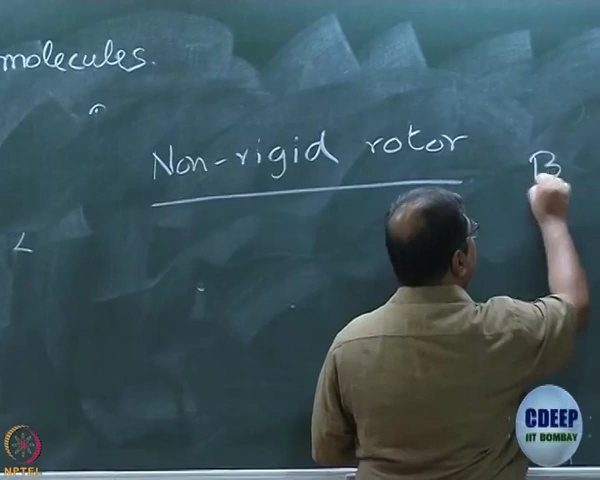 molecules.
Non-rigid rotor
B
<
CDEEP
IIT BOMBAY
NPTEL